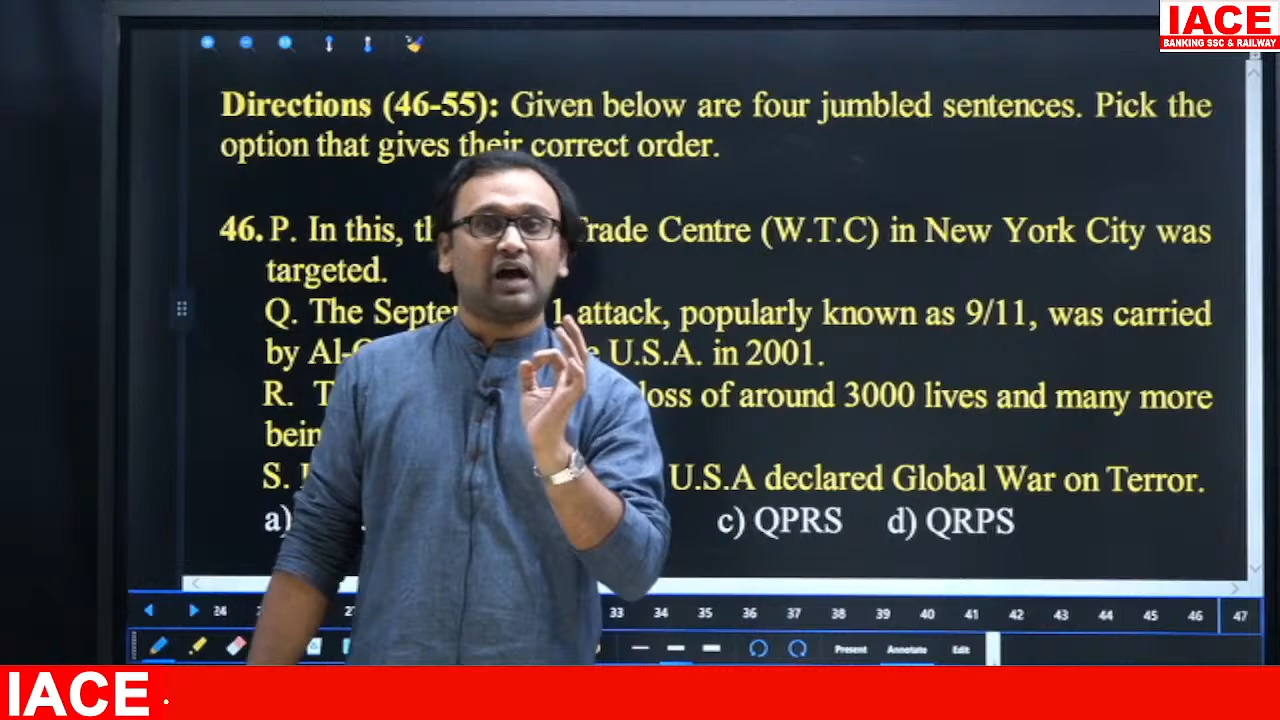 IACE
BANKING SSC & RAILWAY
Directions (46-55): Given below are four jumbled sentences. Pick the
option that gives their correct order.
46. P. In this, Trade Centre (W.T.C) in New York City was
targeted.
Q. The attack, popularly known as 9/11, was carried
by U.S.A. in 2001.
R. loss of around 3000 lives and many more
S. U.S.A declared Global War on Terror.
a) c) QPRS d) QRPS
24 33 34 35 36 37 38 39 40 41 42 43 44 45 46 47
Present Annotate Edit
IACE .